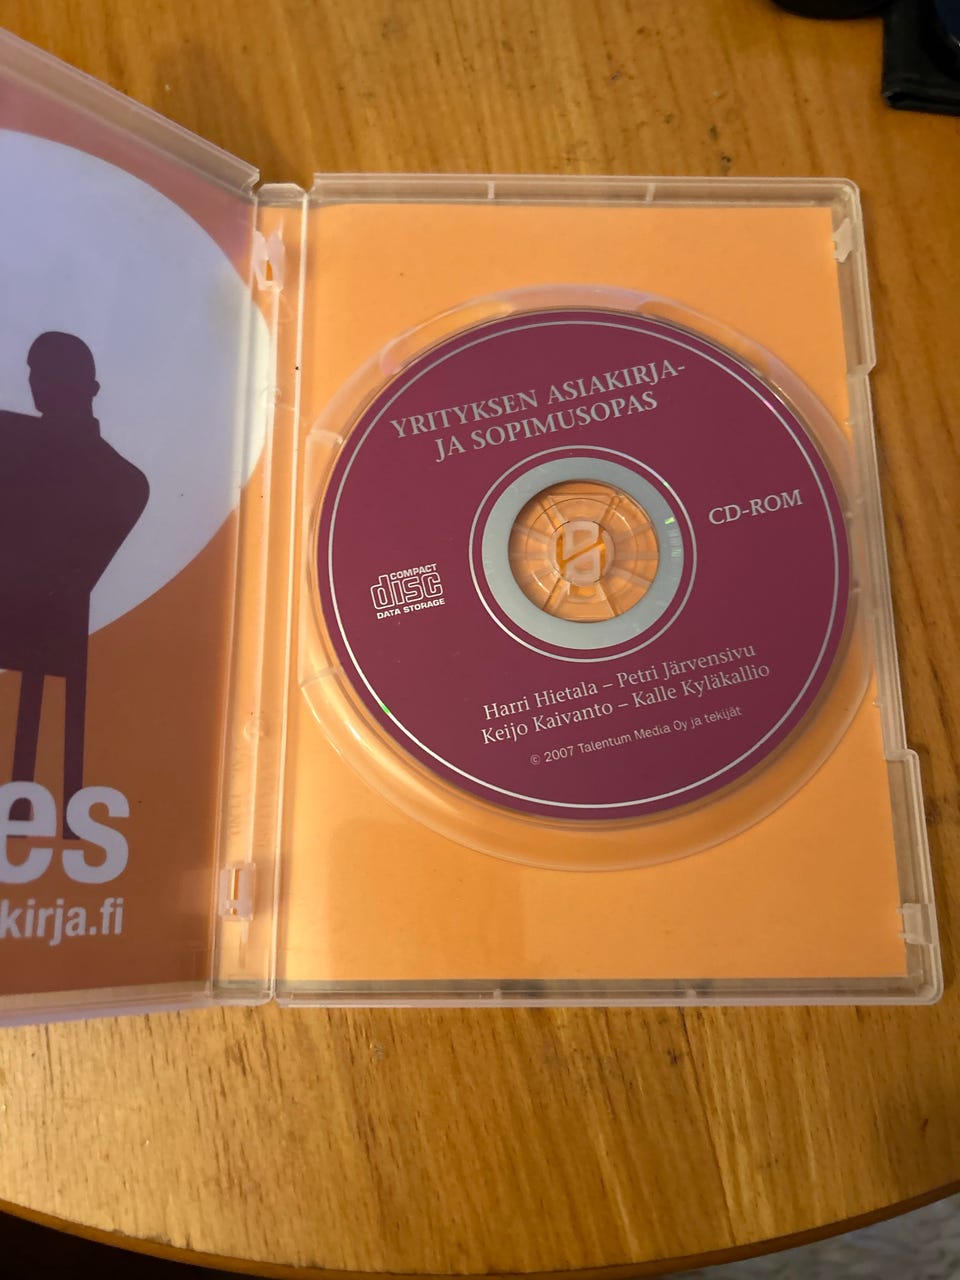 es
kirja.fi
YRITYKSEN ASIAKIRJA-
JA SOPIMUSOPAS
CD-ROM
COMPACT
disc
DATA STORAGE
Harri Hietala – Petri Järvensivu
Keijo Kaivanto – Kalle Kyläkallio
© 2007 Talentum Media Oy ja tekijät